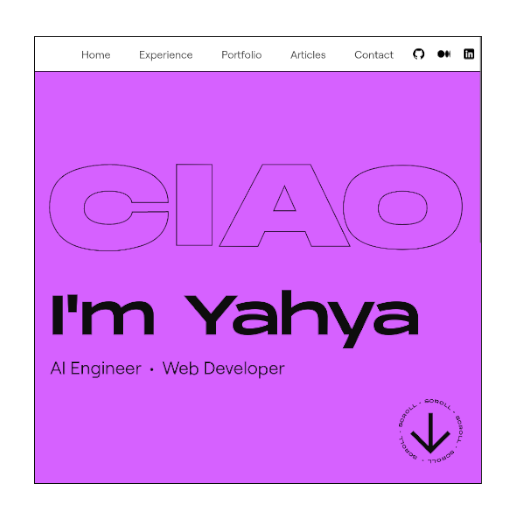 Home Experience Portfolio Articles Contact
CIAO
I'm Yahya
AI Engineer • Web Developer
SCROLL • SCROLL • SCROLL • SCROLL •